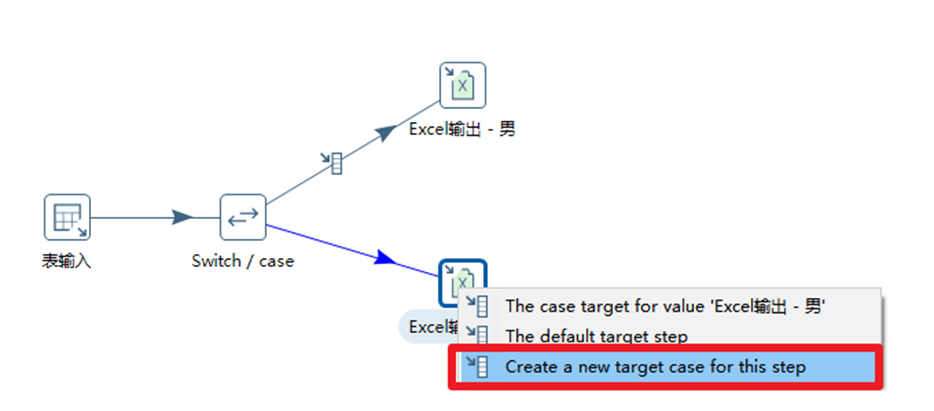 Excel输出 - 男
表输入
Switch / case
Excel输
The case target for value 'Excel输出 - 男'
The default target step
Create a new target case for this step